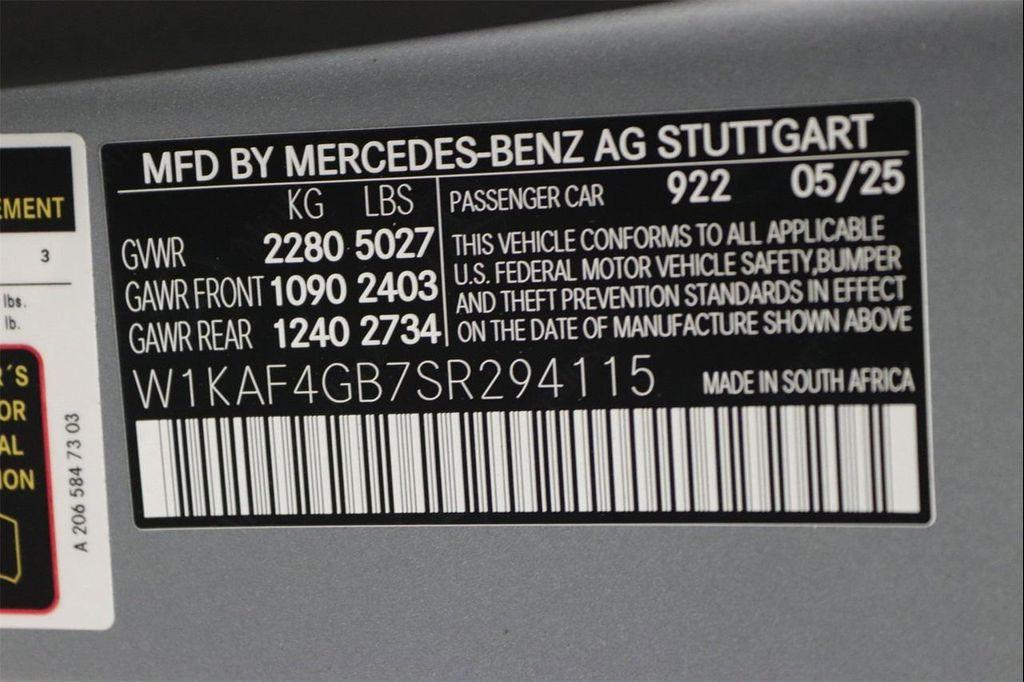 MFD BY MERCEDES-BENZ AG STUTTGART
KG LBS
GVWR 2280 5027
GAWR FRONT 1090 2403
GAWR REAR 1240 2734
PASSENGER CAR 922 05/25
THIS VEHICLE CONFORMS TO ALL APPLICABLE
U.S. FEDERAL MOTOR VEHICLE SAFETY,BUMPER
AND THEFT PREVENTION STANDARDS IN EFFECT
ON THE DATE OF MANUFACTURE SHOWN ABOVE
W1KAF4GB7SR294115 MADE IN SOUTH AFRICA
EMENT
3
lbs.
lb.
R´S
OR
AL
ION
A 206 584 73 03